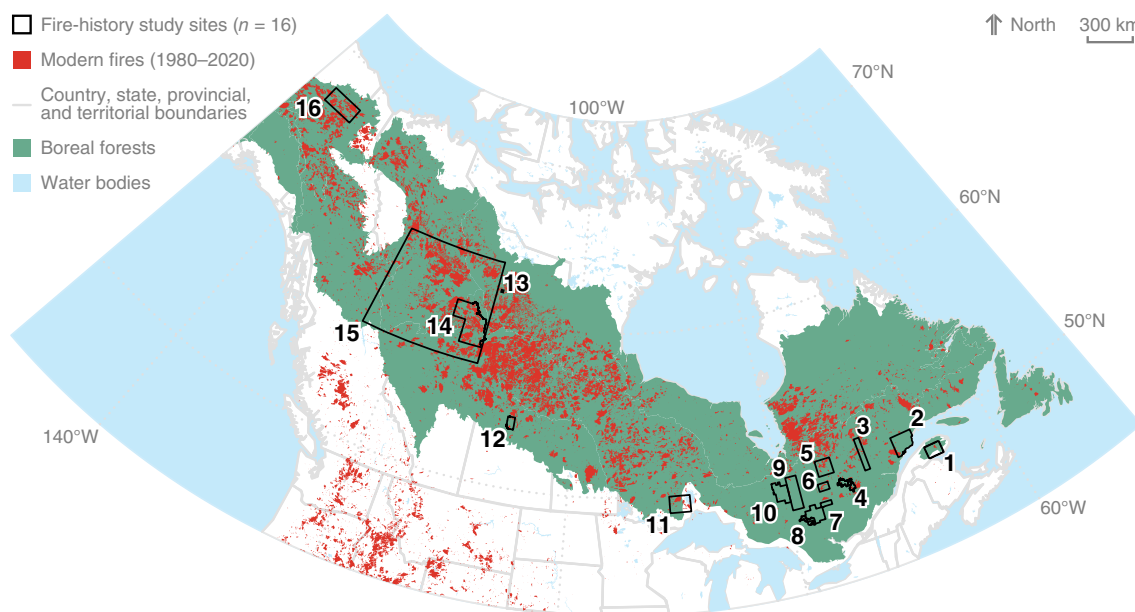 Fire-history study sites (n = 16)
Modern fires (1980–2020)
Country, state, provincial,
and territorial boundaries
Boreal forests
Water bodies
North
300 km
70°N
100°W
60°N
50°N
140°W
60°W
16
13
14
15
12
11
10
9
8
7
6
5
4
3
2
1